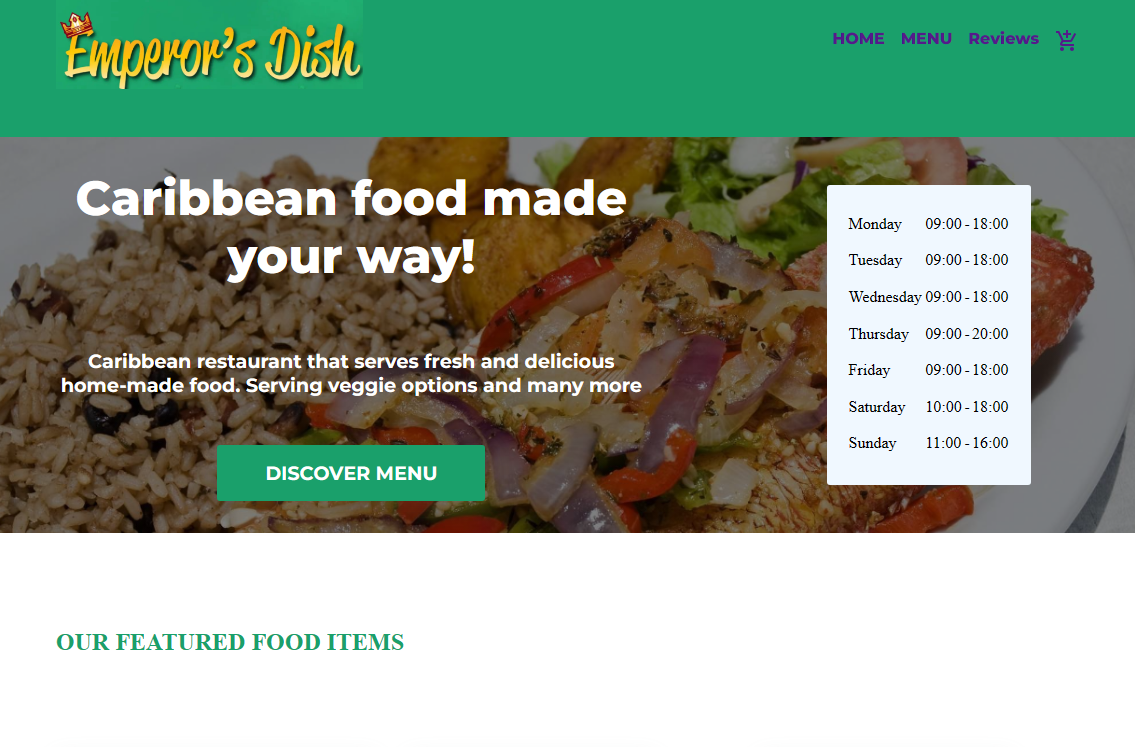 Emperor's Dish
HOME MENU Reviews
Caribbean food made
your way!
Caribbean restaurant that serves fresh and delicious
home-made food. Serving veggie options and many more
DISCOVER MENU
Monday 09:00 - 18:00
Tuesday 09:00 - 18:00
Wednesday 09:00 - 18:00
Thursday 09:00 - 20:00
Friday 09:00 - 18:00
Saturday 10:00 - 18:00
Sunday 11:00 - 16:00
OUR FEATURED FOOD ITEMS